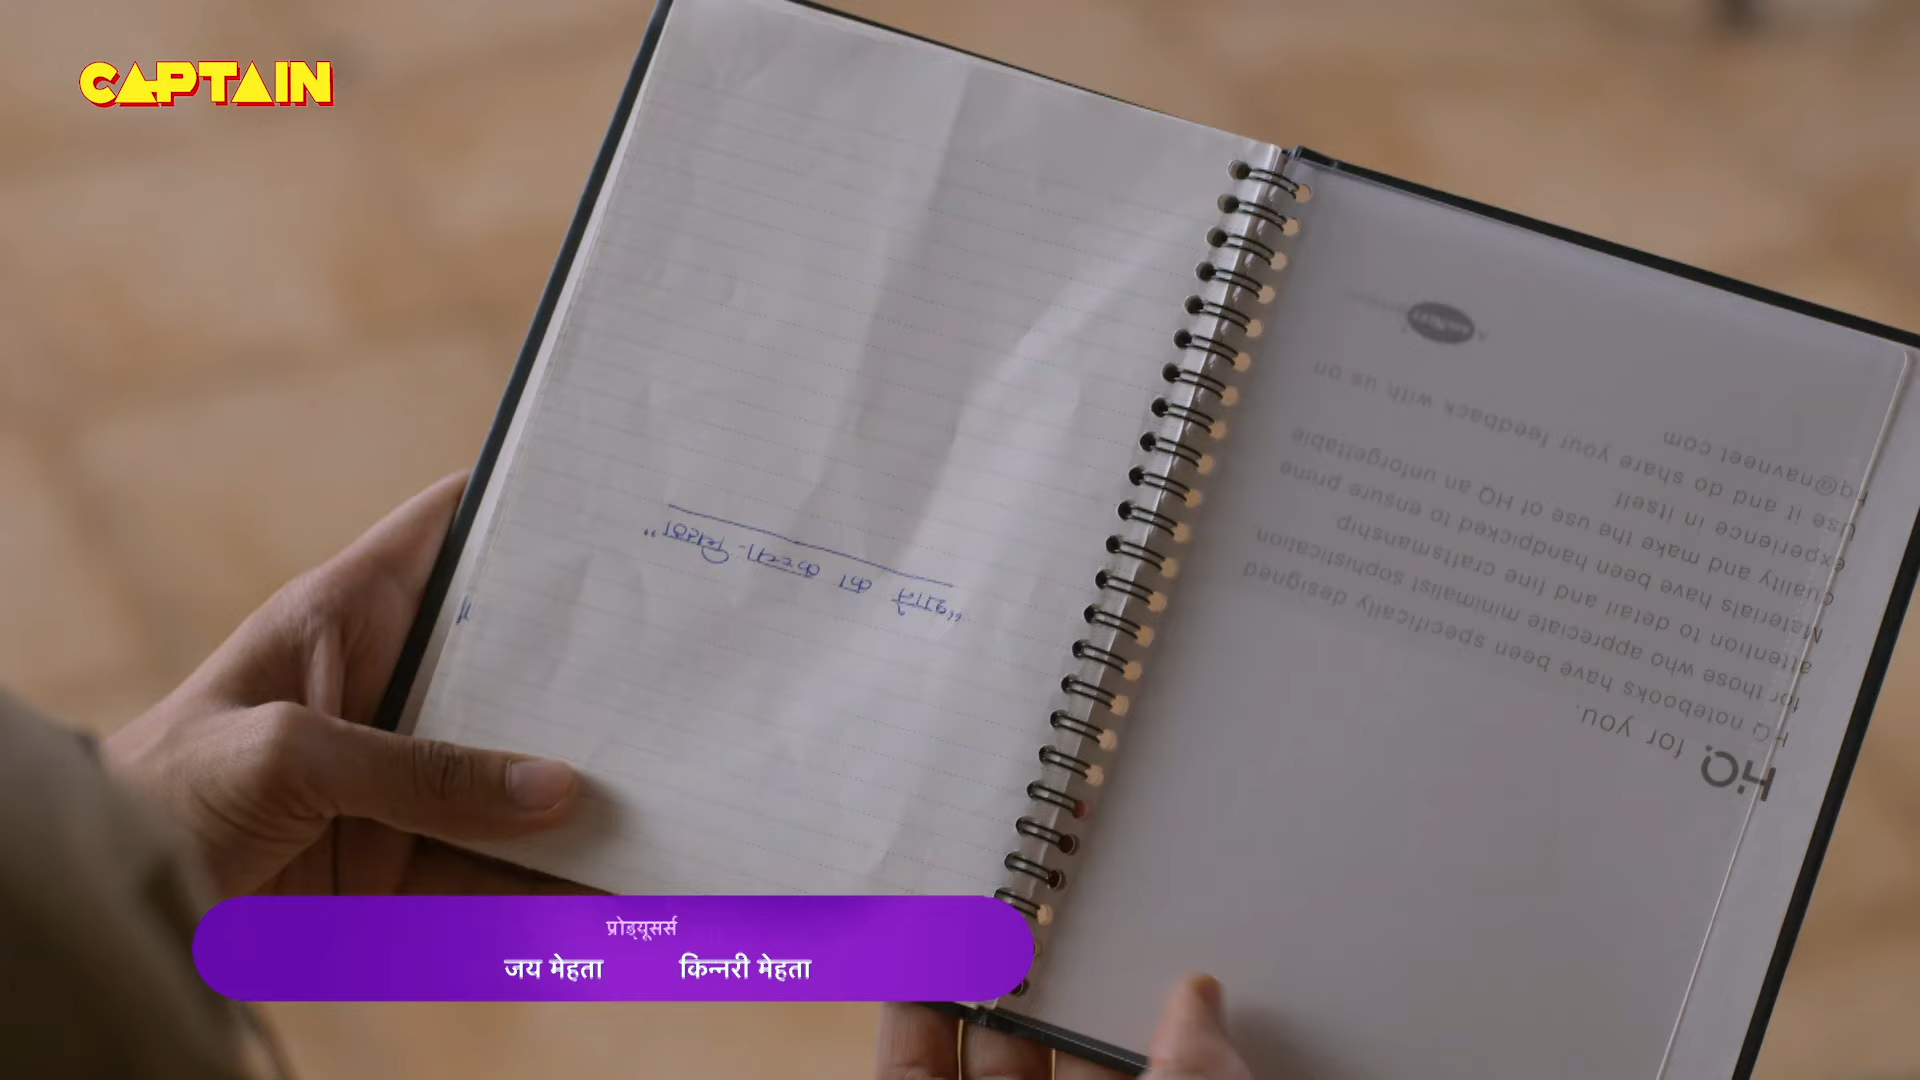 CAPTAIN
“थाने का कच्चा-चिटठा”
HQ for you.
HQ notebooks have been specifically designed
for those who appreciate minimalist sophistication
attention to detail and fine craftsmanship
Materials have been handpicked to ensure prime
quality and make the use of HQ an unforgettable
experience in itself
Use it and do share your feedback with us on
hq@navneet.com
प्रोड्यूसर्स
जय मेहता किन्नरी मेहता